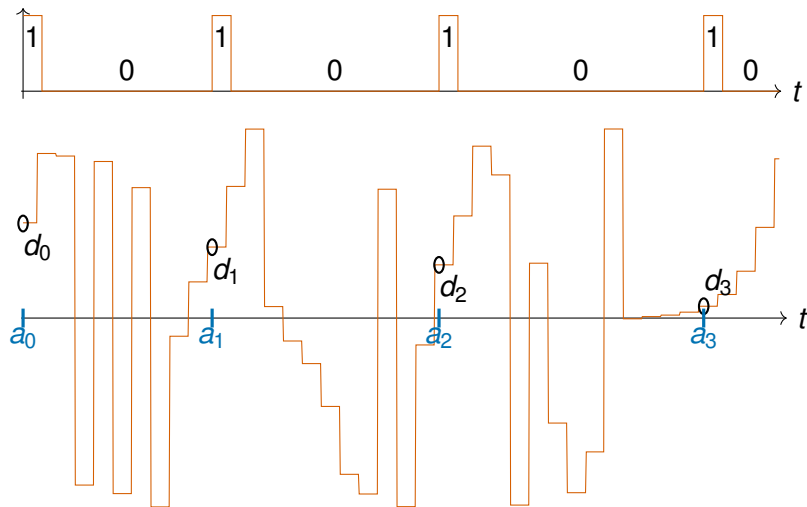 1 1 1 1
0 0 0 0
t
d₀ d₁ d₂ d₃
t
a₀ a₁ a₂ a₃